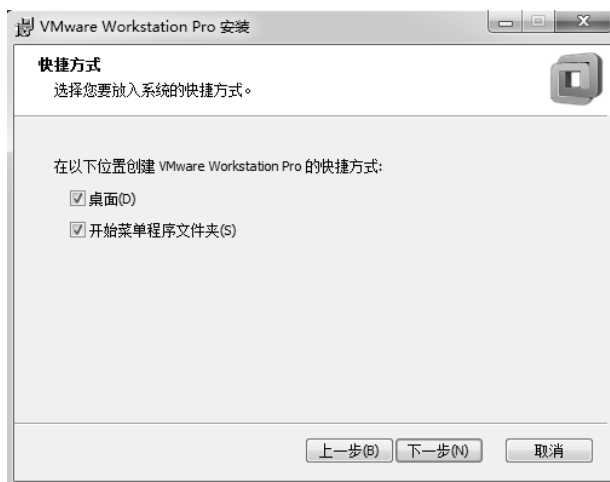 VMware Workstation Pro 安装
快捷方式
选择您要放入系统的快捷方式。
在以下位置创建 VMware Workstation Pro 的快捷方式:
桌面(D)
开始菜单程序文件夹(S)
上一步(B) 下一步(N) 取消